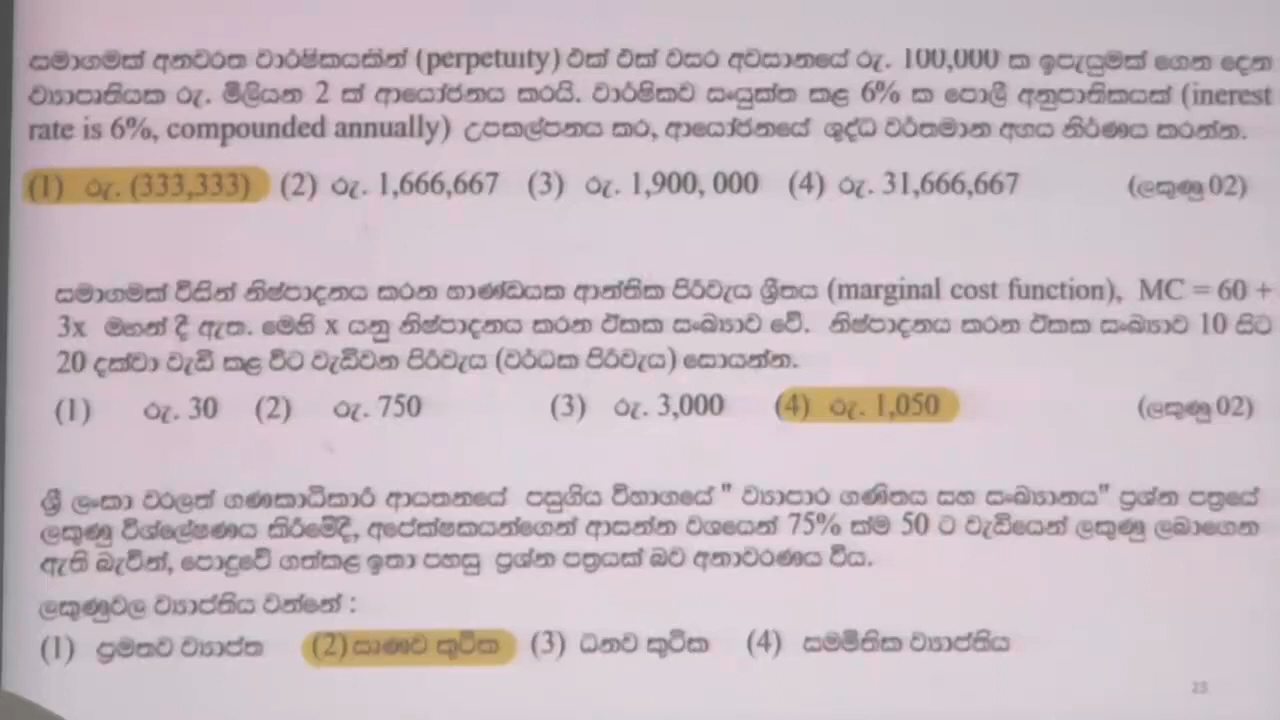 සමාගමක් අනවරත වාර්ෂිකයකින් (perpetuity) එක් එක් වසර අවසානයේ රු. 100,000 ක ඉපැයුමක් ගෙන දෙන
ව්‍යාපෘතියක රු. මිලියන 2 ක් ආයෝජනය කරයි. වාර්ෂිකව සංයුක්ත කළ 6% ක පොලී අනුපාතිකයක් (inerest
rate is 6%, compounded annually) උපකල්පනය කර, ආයෝජනයේ ශුද්ධ වර්තමාන අගය නිර්ණය කරන්න.
(1) රු. (333,333) (2) රු. 1,666,667 (3) රු. 1,900, 000 (4) රු. 31,666,667 (ලකුණු 02)
සමාගමක් විසින් නිෂ්පාදනය කරන භාණ්ඩයක ආන්තික පිරිවැය ශ්‍රිතය (marginal cost function), MC = 60 +
3x මඟින් දී ඇත. මෙහි x යනු නිෂ්පාදනය කරන ඒකක සංඛ්‍යාව වේ. නිෂ්පාදනය කරන ඒකක සංඛ්‍යාව 10 සිට
20 දක්වා වැඩි කළ විට වැඩිවන පිරිවැය (වර්ධක පිරිවැය) සොයන්න.
(1) රු. 30 (2) රු. 750 (3) රු. 3,000 (4) රු. 1,050 (ලකුණු 02)
ශ්‍රී ලංකා වරලත් ගණකාධිකාරී ආයතනයේ පසුගිය විභාගයේ " ව්‍යාපාර ගණිතය සහ සංඛ්‍යානය" ප්‍රශ්න පත්‍රයේ
ලකුණු විශ්ලේෂණය කිරීමේදී, අපේක්ෂකයන්ගෙන් ආසන්න වශයෙන් 75% ක්ම 50 ට වැඩියෙන් ලකුණු ලබාගෙන
ඇති බැවින්, පොදුවේ ගත්කළ ඉතා පහසු ප්‍රශ්න පත්‍රයක් බව අනාවරණය විය.
ලකුණුවල ව්‍යාප්තිය වන්නේ :
(1) ප්‍රමතව ව්‍යාප්ත (2) සෘණව කුටික (3) ධනව කුටික (4) සමමිතික ව්‍යාප්තිය
23